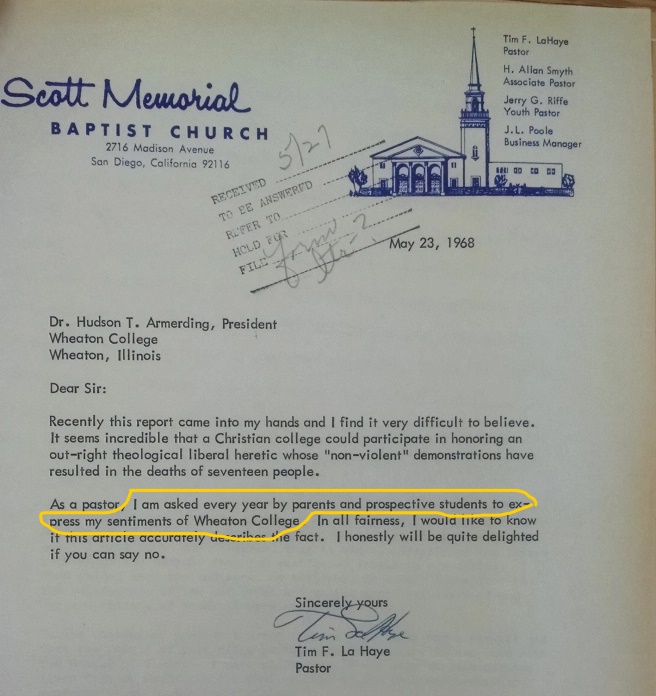 Scott Memorial
BAPTIST CHURCH
2716 Madison Avenue
San Diego, California 92116
Tim F. LaHaye
Pastor
H. Allan Smyth
Associate Pastor
Jerry G. Riffe
Youth Pastor
J.L. Poole
Business Manager
RECEIVED 5/27
TO BE ANSWERED
REFER TO
HOLD FOR
FILE
May 23, 1968
Dr. Hudson T. Armerding, President
Wheaton College
Wheaton, Illinois
Dear Sir:
Recently this report came into my hands and I find it very difficult to believe.
It seems incredible that a Christian college could participate in honoring an
out-right theological liberal heretic whose "non-violent" demonstrations have
resulted in the deaths of seventeen people.
As a pastor, I am asked every year by parents and prospective students to ex-
press my sentiments of Wheaton College. In all fairness, I would like to know
if this article accurately describes the fact. I honestly will be quite delighted
if you can say no.
Sincerely yours
Tim LaHaye
Tim F. La Haye
Pastor